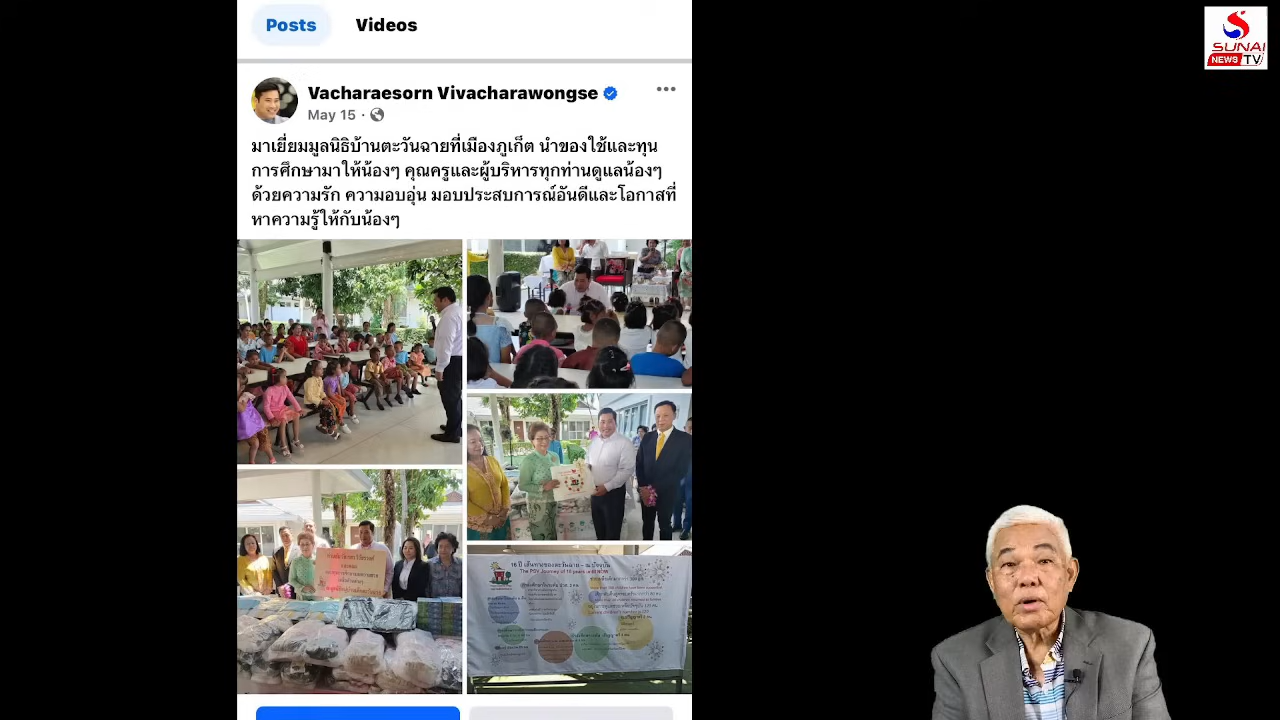 Posts
Videos
SUNAI
NEWS TV
Vacharaesorn Vivacharawongse
May 15
มาเยี่ยมมูลนิธิบ้านตะวันฉายที่เมืองภูเก็ต นำของใช้และทุน
การศึกษามาให้น้องๆ คุณครูและผู้บริหารทุกท่านดูแลน้องๆ
ด้วยความรัก ความอบอุ่น มอบประสบการณ์อันดีและโอกาสที่
หาความรู้ให้กับน้องๆ